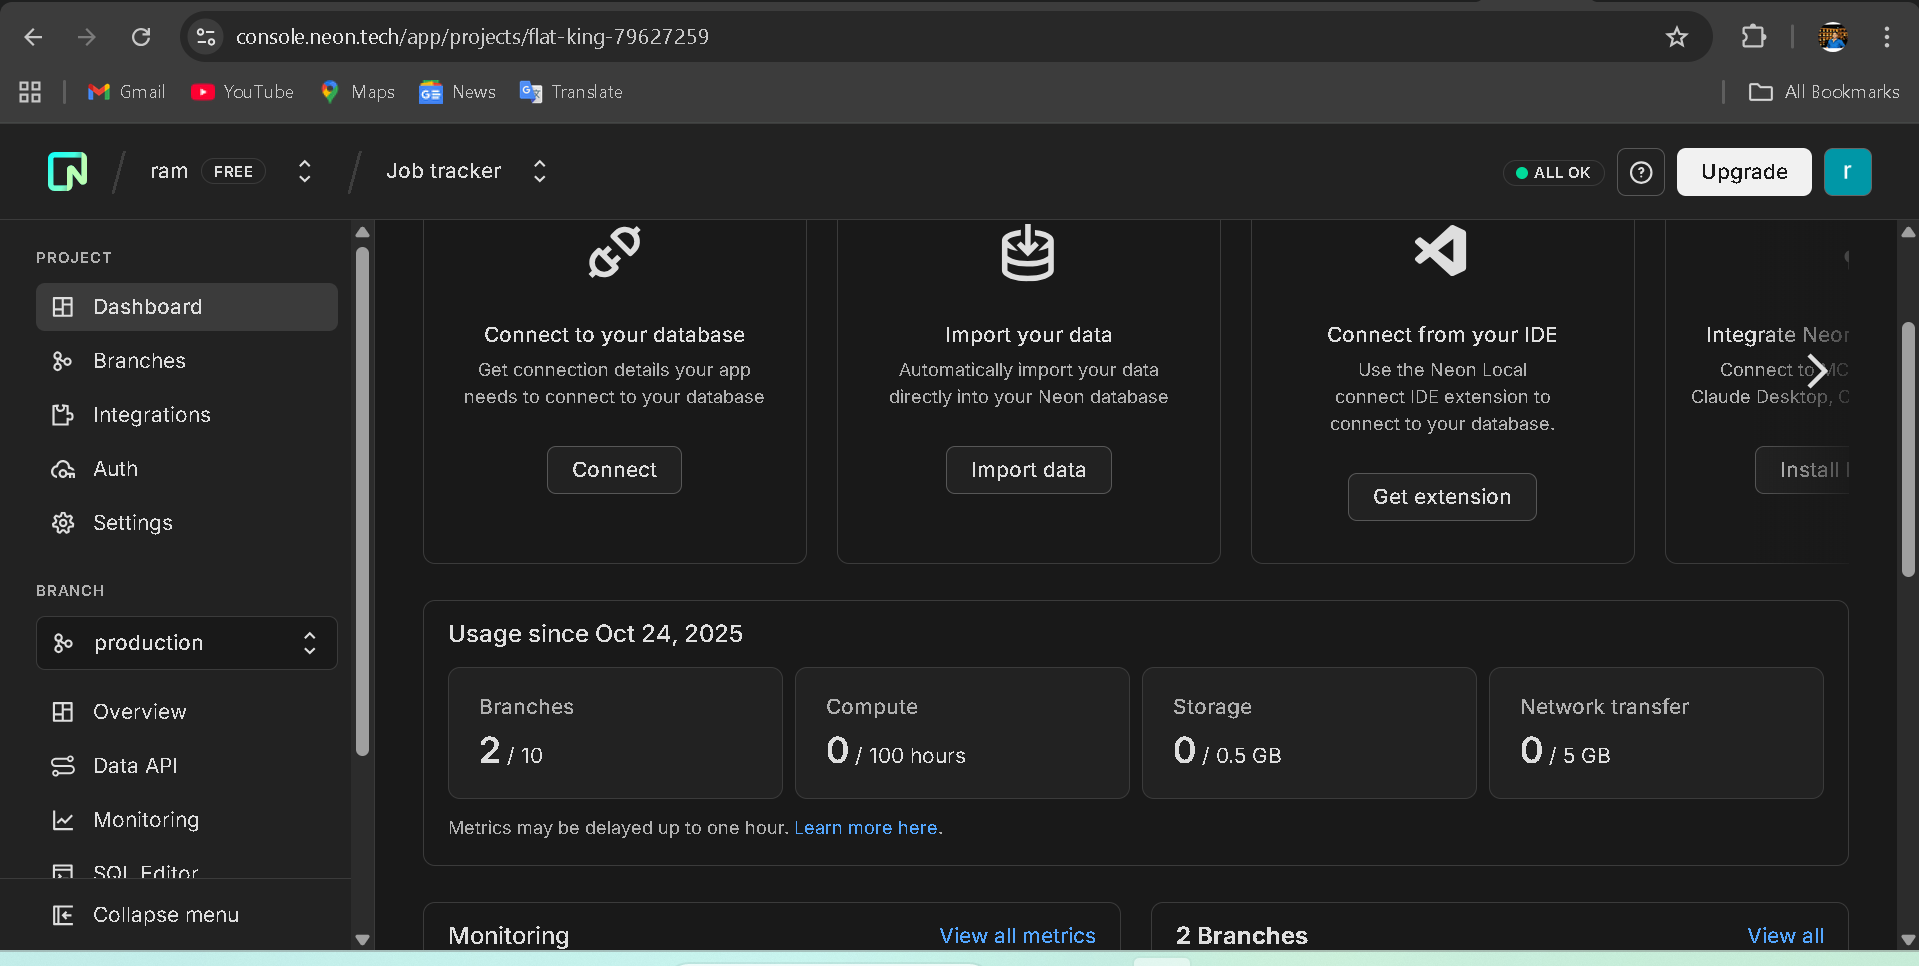 console.neon.tech/app/projects/flat-king-79627259
Gmail
YouTube
Maps
News
Translate
All Bookmarks
ram
FREE
Job tracker
ALL OK
Upgrade
r
PROJECT
Dashboard
Branches
Integrations
Auth
Settings
BRANCH
production
Overview
Data API
Monitoring
SQL Editor
Collapse menu
Connect to your database
Get connection details your app
needs to connect to your database
Connect
Import your data
Automatically import your data
directly into your Neon database
Import data
Connect from your IDE
Use the Neon Local
connect IDE extension to
connect to your database.
Get extension
Integrate Neon
Connect to MC
Claude Desktop, C
Install
Usage since Oct 24, 2025
Branches
2 / 10
Compute
0 / 100 hours
Storage
0 / 0.5 GB
Network transfer
0 / 5 GB
Metrics may be delayed up to one hour. Learn more here.
Monitoring
View all metrics
2 Branches
View all